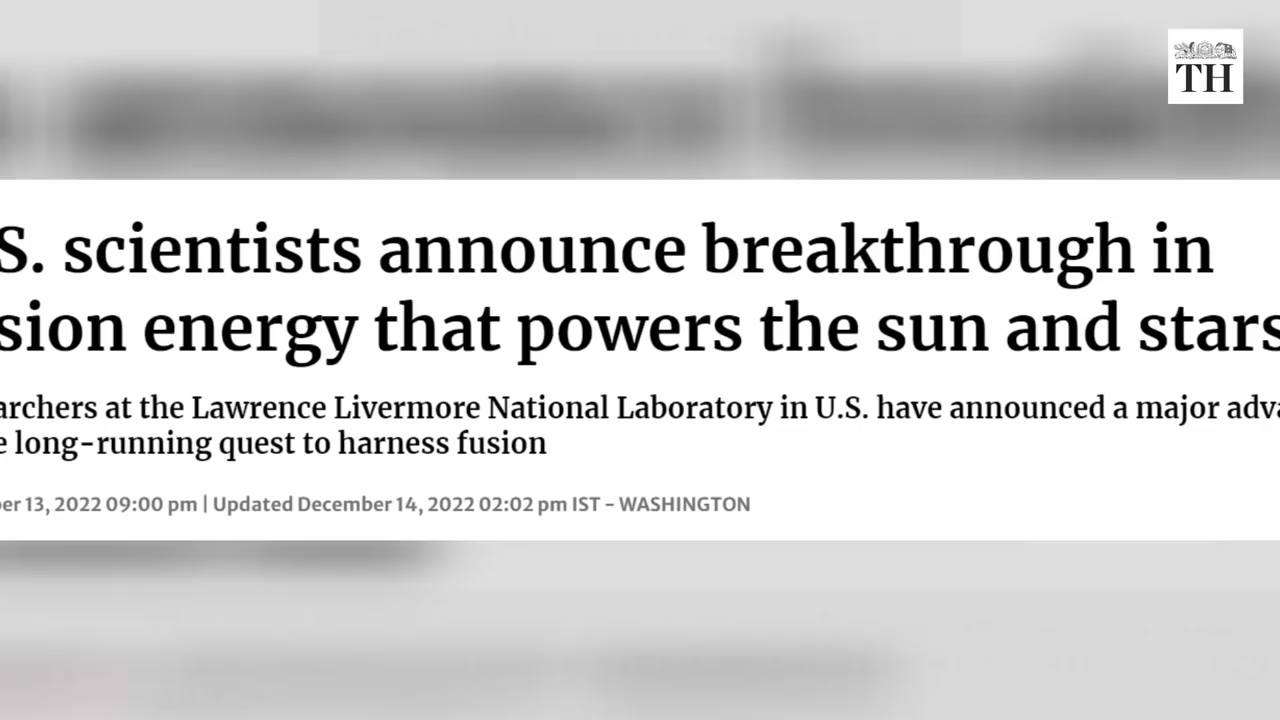 TH
S. scientists announce breakthrough in
sion energy that powers the sun and stars
archers at the Lawrence Livermore National Laboratory in U.S. have announced a major adva
e long-running quest to harness fusion
er 13, 2022 09:00 pm | Updated December 14, 2022 02:02 pm IST - WASHINGTON